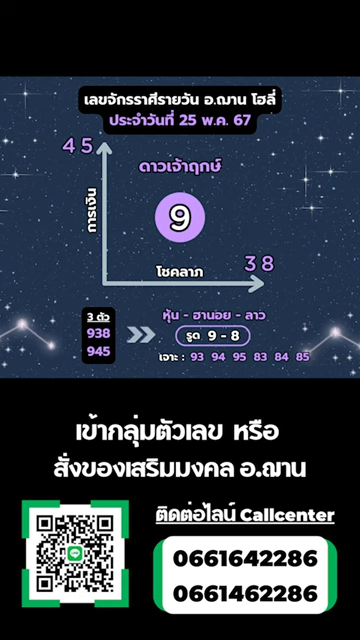 เลขจักรราศีรายวัน อ.ฌาน โฮลี่
ประจำวันที่ 25 พ.ค. 67
4 5
ดาวเจ้าฤกษ์
การเงิน
9
โชคลาภ
3 8
3 ตัว
938
945
หุ้น - ฮานอย - ลาว
รูด 9 - 8
เจาะ : 93 94 95 83 84 85
เข้ากลุ่มตัวเลข หรือ
สั่งของเสริมมงคล อ.ฌาน
ติดต่อไลน์ Callcenter
0661642286
0661462286